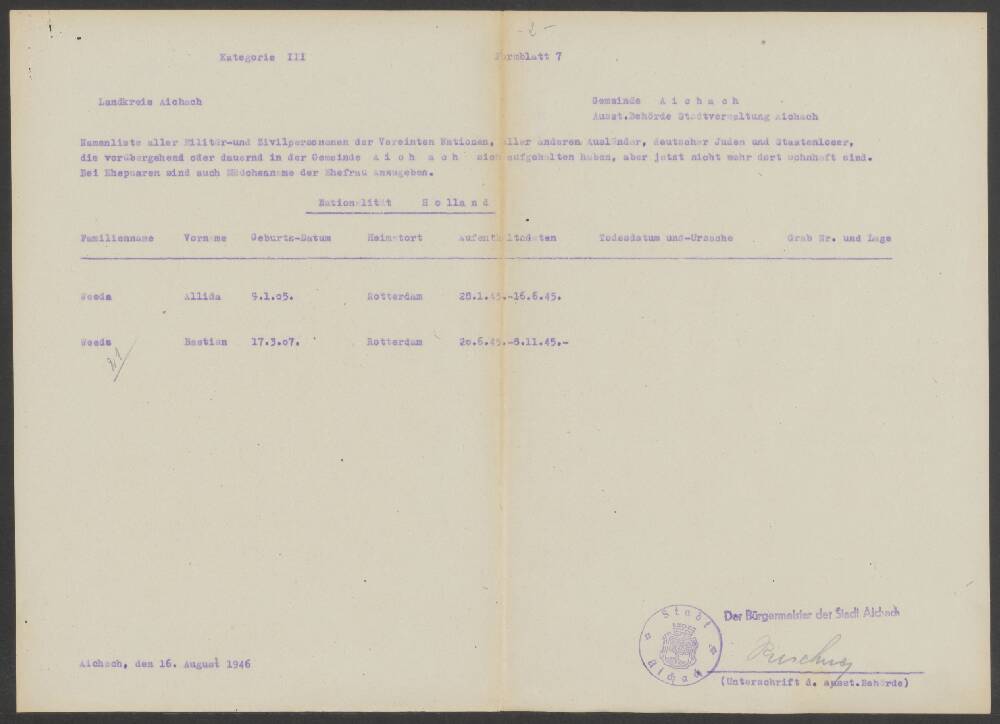 - 2 -
Kategorie III Formblatt 7
Landkreis Aichach Gemeinde A i c h a c h
Ausst.Behörde Stadtverwaltung Aichach
Namenliste aller Militär-und Zivilpersonenen der Vereinten Nationen, aller anderen Ausländer, deutscher Juden und Staatenloser,
die vorübergehend oder dauernd in der Gemeinde A i c h a c h sich aufgehalten haben, aber jetzt nicht mehr dort wohnhaft sind.
Bei Ehepaaren sind auch Mädchenname der Ehefrau anzugeben.
Nationalität H o l l a n d
Familienname Vorname Geburts-Datum Heimatort Aufenthaltsdaten Todesdatum und-Ursache Grab Nr. und Lage
Weeda Allida 9.1.05. Rotterdam 28.1.45.-16.6.45.
Weeda Bastian 17.3.07. Rotterdam 20.6.45.-8.11.45.-
21
Der Bürgermeister der Stadt Aichach
Stadt Aichach
Aichach, den 16. August 1946
(Unterschrift d. ausst.Behörde)